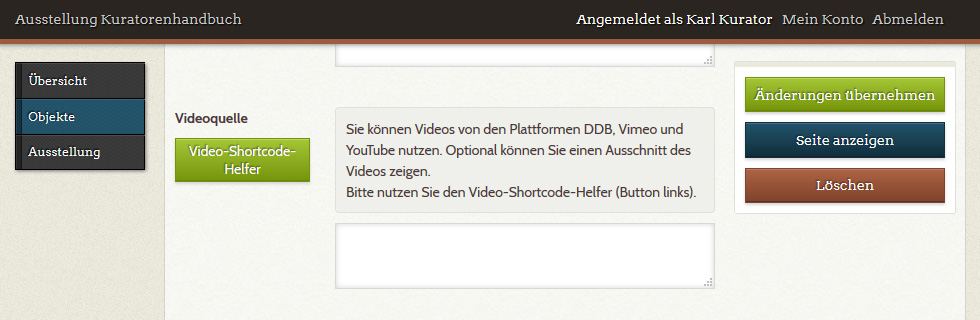 Ausstellung Kuratorenhandbuch
Angemeldet als Karl Kurator Mein Konto Abmelden
Übersicht
Objekte
Ausstellung
Videoquelle
Video-Shortcode-
Helfer
Sie können Videos von den Plattformen DDB, Vimeo und
YouTube nutzen. Optional können Sie einen Ausschnitt des
Videos zeigen.
Bitte nutzen Sie den Video-Shortcode-Helfer (Button links).
Änderungen übernehmen
Seite anzeigen
Löschen